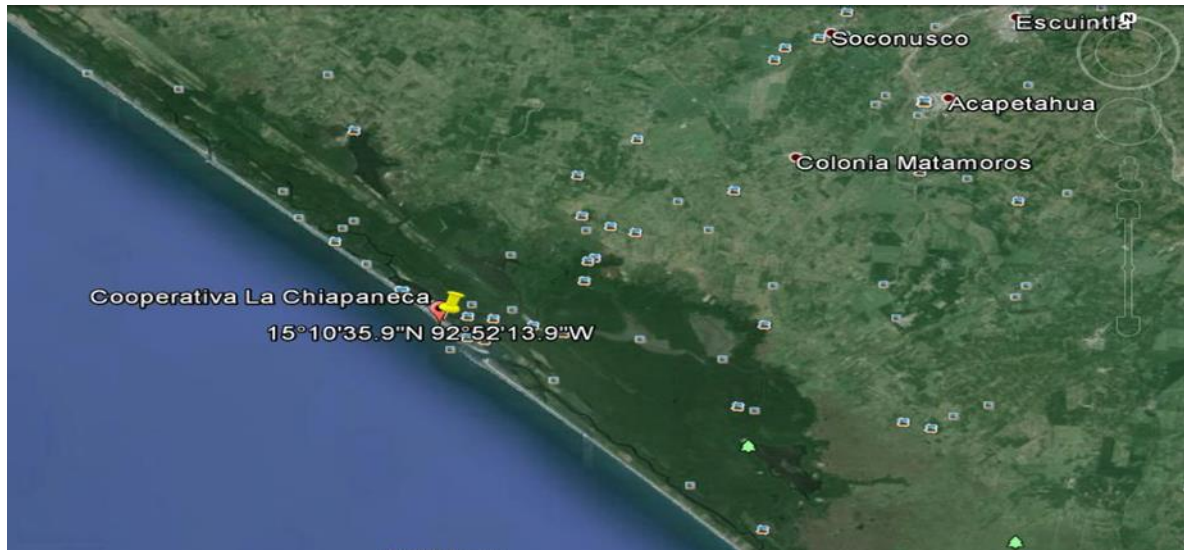 Escuintla
N
Soconusco
Acapetahua
Colonia Matamoros
Cooperativa La Chiapaneca
15°10'35.9"N 92°52'13.9"W